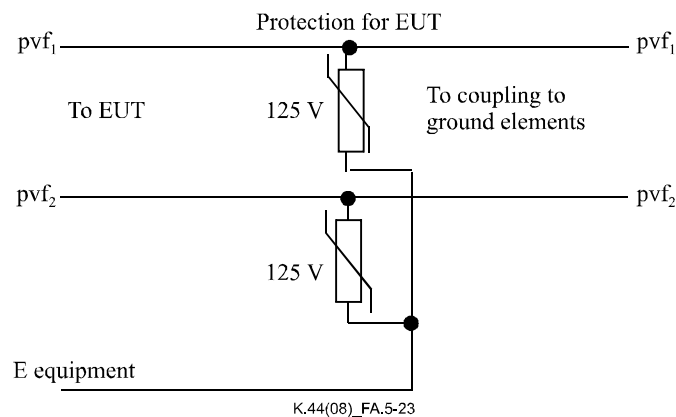 Protection for EUT
pvf₁
pvf₁
To EUT
125 V
To coupling to
ground elements
pvf₂
pvf₂
125 V
E equipment
K.44(08)_FA.5-23